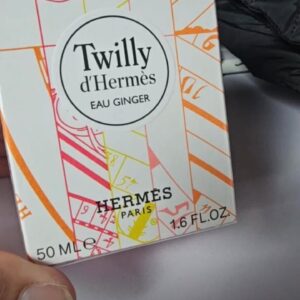 Twilly
d'Hermès
EAU GINGER
HERMÈS
PARIS
50 ML℮
1.6 FL.OZ.